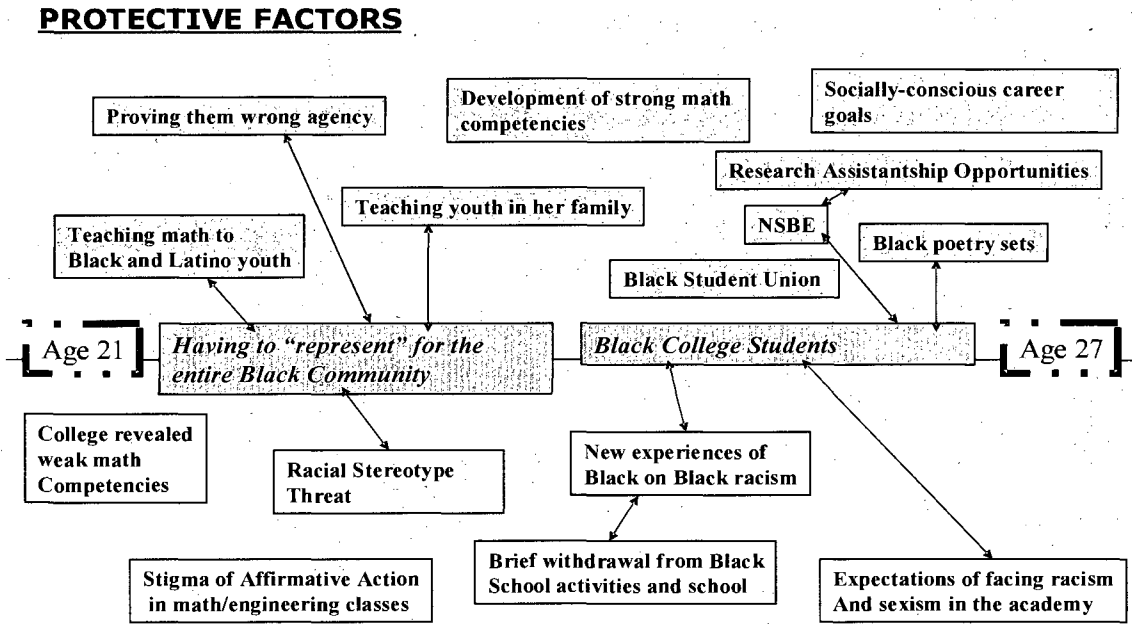 PROTECTIVE FACTORS
Proving them wrong agency
Development of strong math
competencies
Socially-conscious career
goals
Research Assistantship Opportunities
Teaching youth in her family
NSBE
Black poetry sets
Teaching math to
Black and Latino youth
Black Student Union
Age 21
Having to “represent” for the
entire Black Community
Black College Students
Age 27
College revealed
weak math
Competencies
Racial Stereotype
Threat
New experiences of
Black on Black racism
Stigma of Affirmative Action
in math/engineering classes
Brief withdrawal from Black
School activities and school
Expectations of facing racism
And sexism in the academy